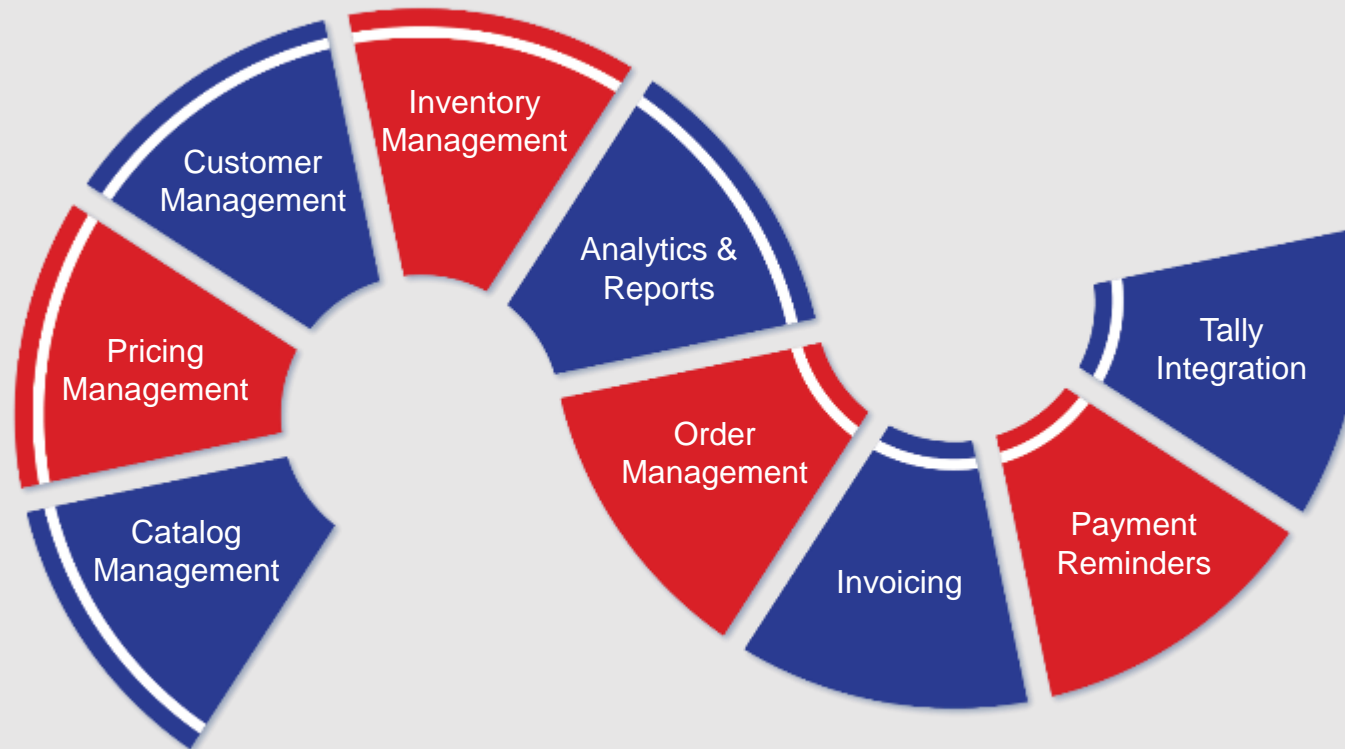 Inventory
Management
Customer
Management
Analytics &
Reports
Pricing
Management
Catalog
Management
Order
Management
Invoicing
Payment
Reminders
Tally
Integration